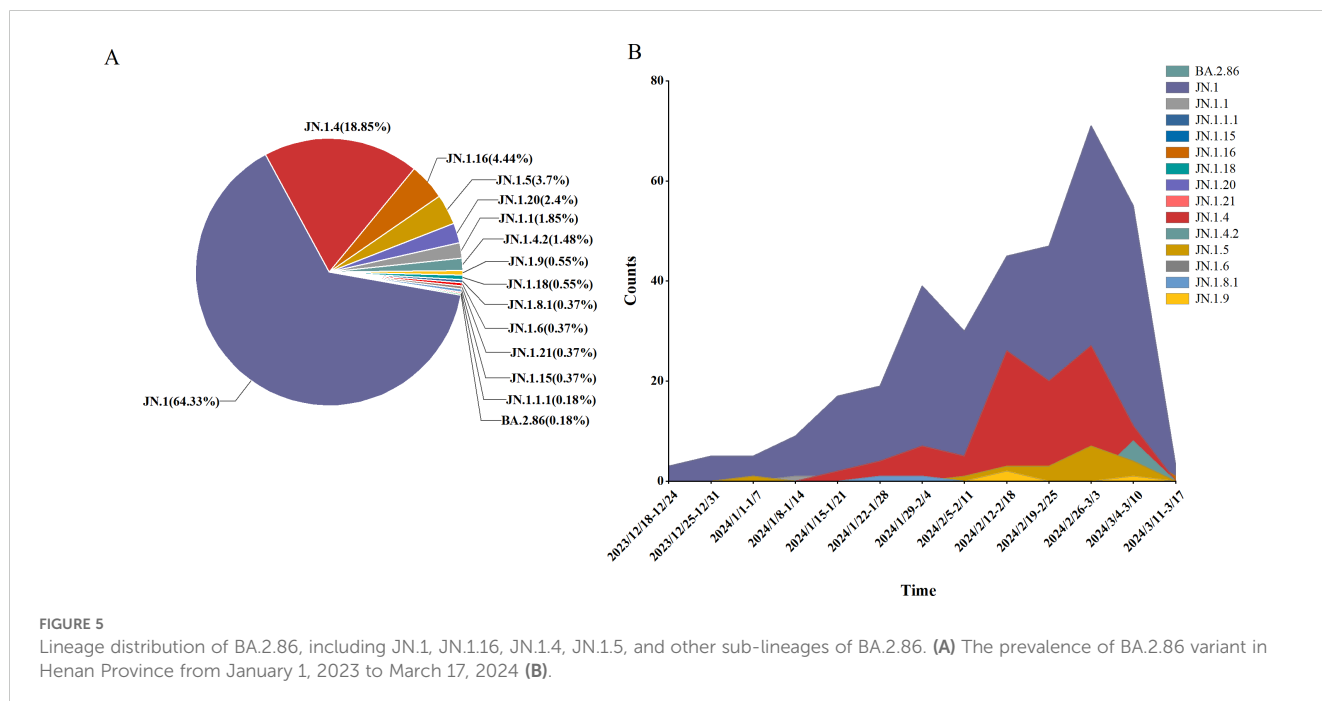 A
JN.1.4(18.85%)
JN.1.16(4.44%)
JN.1.5(3.7%)
JN.1.20(2.4%)
JN.1.1(1.85%)
JN.1.4.2(1.48%)
JN.1.9(0.55%)
JN.1.18(0.55%)
JN.1.8.1(0.37%)
JN.1.6(0.37%)
JN.1.21(0.37%)
JN.1.15(0.37%)
JN.1.1.1(0.18%)
BA.2.86(0.18%)
JN.1(64.33%)
B
80
60
40
20
0
Counts
2023/12/18-12/24
2023/12/25-12/31
2024/1/1-1/7
2024/1/8-1/14
2024/1/15-1/21
2024/1/22-1/28
2024/1/29-2/4
2024/2/5-2/11
2024/2/12-2/18
2024/2/19-2/25
2024/2/26-3/3
2024/3/4-3/10
2024/3/11-3/17
Time
BA.2.86
JN.1
JN.1.1
JN.1.1.1
JN.1.15
JN.1.16
JN.1.18
JN.1.20
JN.1.21
JN.1.4
JN.1.4.2
JN.1.5
JN.1.6
JN.1.8.1
JN.1.9
FIGURE 5
Lineage distribution of BA.2.86, including JN.1, JN.1.16, JN.1.4, JN.1.5, and other sub-lineages of BA.2.86. (A) The prevalence of BA.2.86 variant in
Henan Province from January 1, 2023 to March 17, 2024 (B).